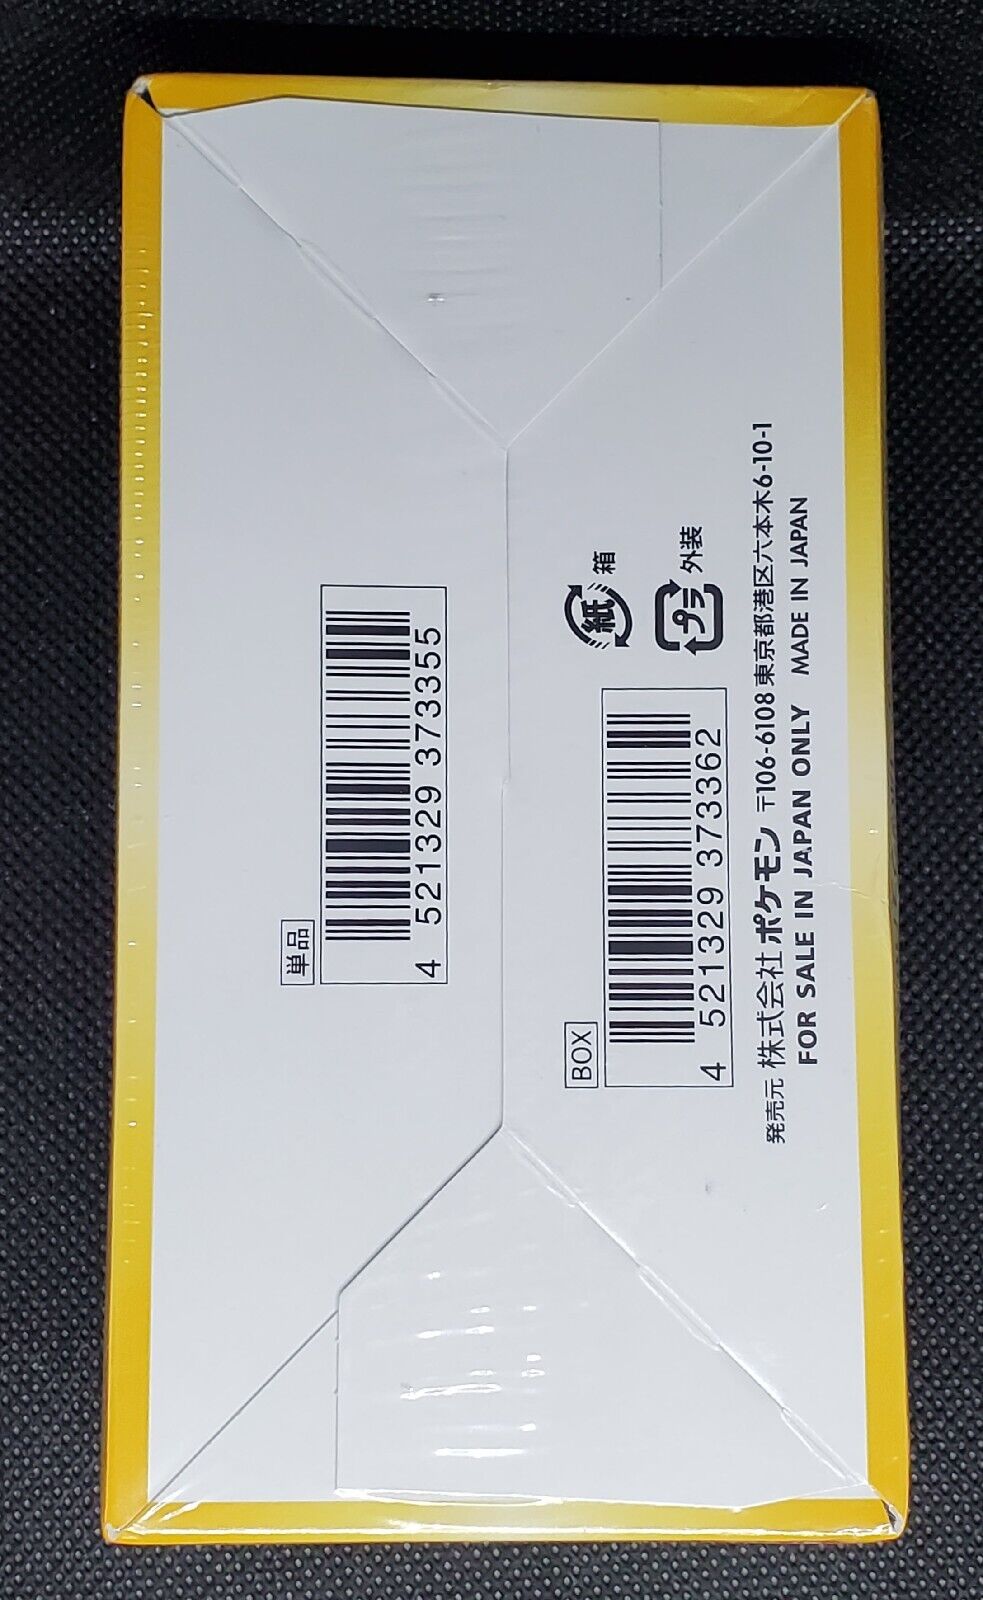 単品
4 521329 373355
BOX
4 521329 373362
紙 箱
プラ 外装
発売元 株式会社ポケモン 〒106-6108 東京都港区六本木6-10-1
FOR SALE IN JAPAN ONLY MADE IN JAPAN